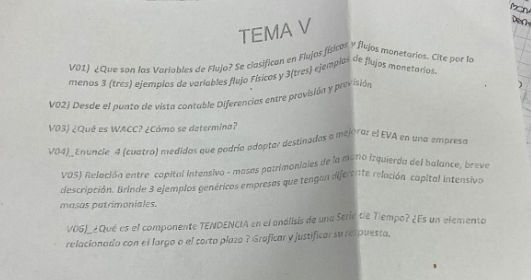 TEMA V
V01) ¿Que son las Variables de Flujo? Se clasifican en Flujos físicos y flujos monetarios. Cite por lo
menos 3 (tres) ejemplos de variables flujo Físicos y 3(tres) ejemplos de flujos monetarios.
V02) Desde el punto de vista contable Diferencias entre provisión y previsión
V03) ¿Qué es WACC? ¿Cómo se determina?
V04)_Enuncie 4 (cuatro) medidas que podría adoptar destinadas a mejorar el EVA en una empresa
V05) Relación entre capital Intensivo - masas patrimoniales de la mano izquierda del balance, breve
descripción. Brinde 3 ejemplos genéricos empresas que tengan diferente relación capital intensivo
masas patrimoniales.
V06)_¿Qué es el componente TENDENCIA en el análisis de una Serie de Tiempo? ¿Es un elemento
relacionado con el largo o el corto plazo ? Graficar y justificar su respuesta.